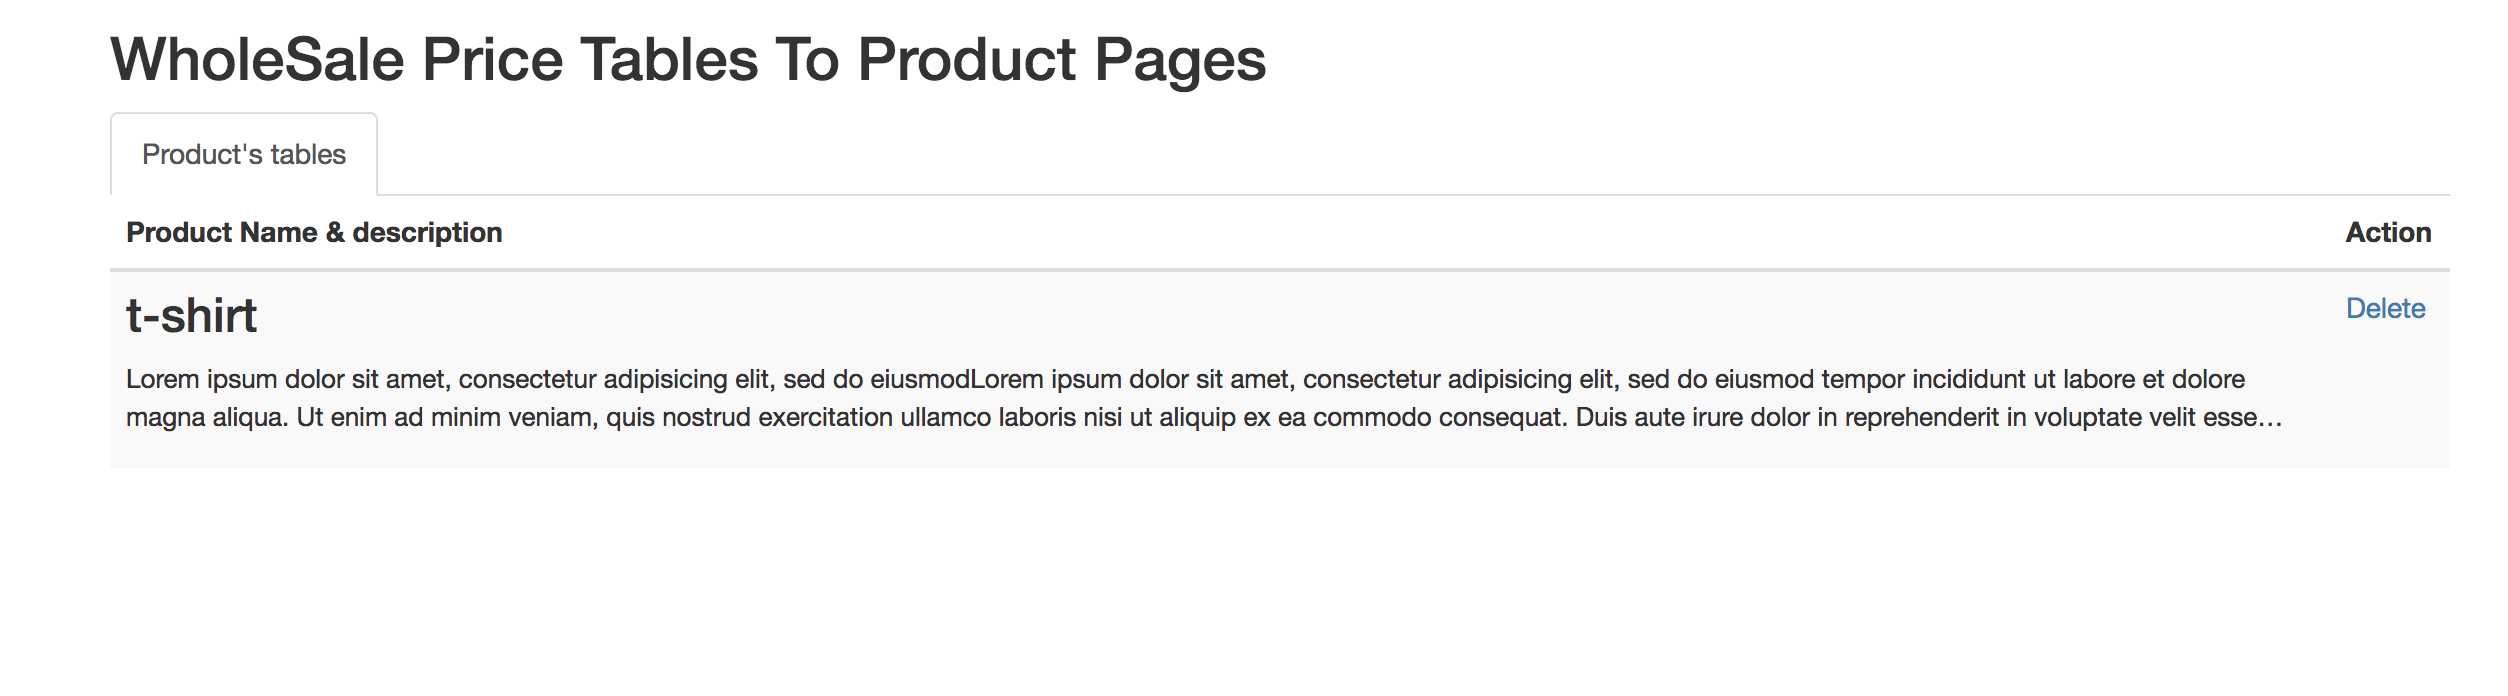 WholeSale Price Tables To Product Pages
Product's tables
Product Name & description Action
t-shirt Delete
Lorem ipsum dolor sit amet, consectetur adipisicing elit, sed do eiusmodLorem ipsum dolor sit amet, consectetur adipisicing elit, sed do eiusmod tempor incididunt ut labore et dolore
magna aliqua. Ut enim ad minim veniam, quis nostrud exercitation ullamco laboris nisi ut aliquip ex ea commodo consequat. Duis aute irure dolor in reprehenderit in voluptate velit esse…